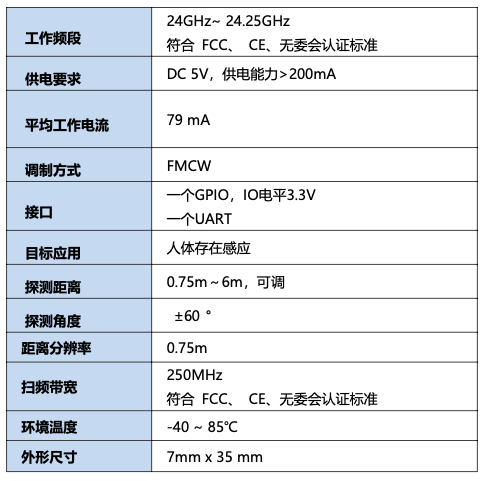 工作频段
24GHz~ 24.25GHz
符合 FCC、 CE、无委会认证标准
供电要求
DC 5V，供电能力>200mA
平均工作电流
79 mA
调制方式
FMCW
接口
一个GPIO，IO电平3.3V
一个UART
目标应用
人体存在感应
探测距离
0.75m～6m，可调
探测角度
±60 °
距离分辨率
0.75m
扫频带宽
250MHz
符合 FCC、 CE、无委会认证标准
环境温度
-40 ~ 85℃
外形尺寸
7mm x 35 mm